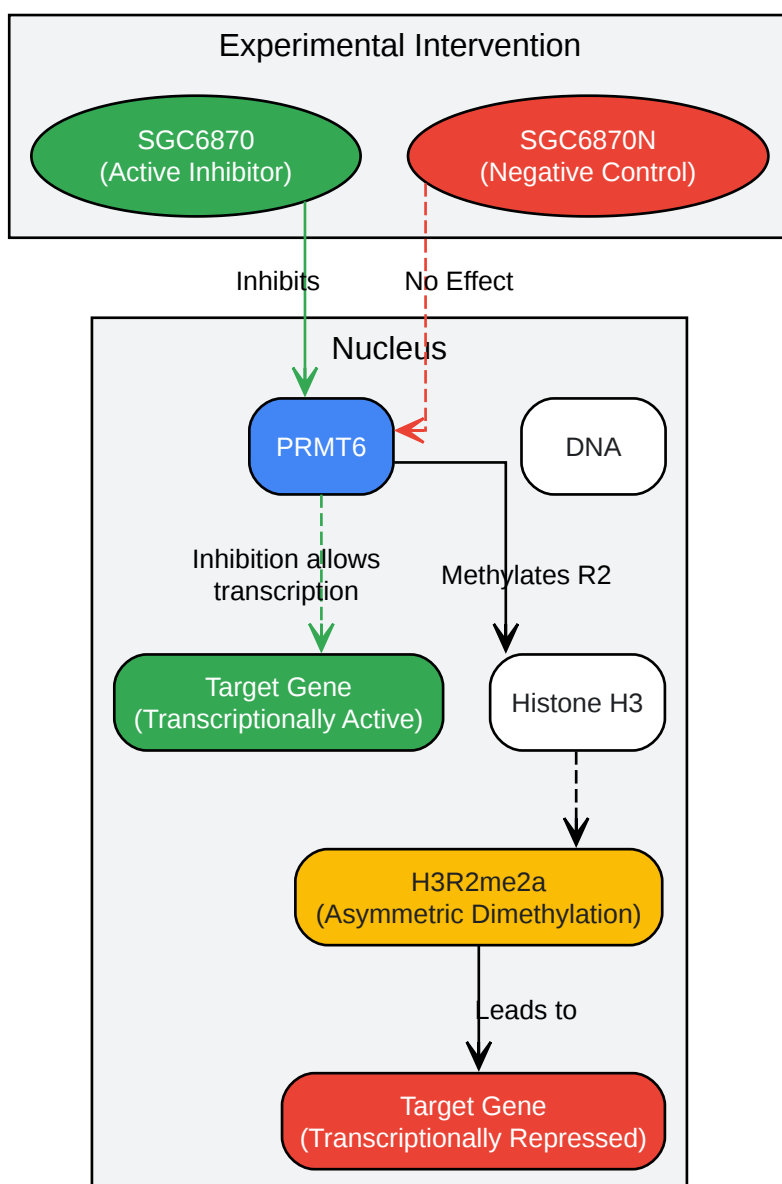 Experimental Intervention
SGC6870
(Active Inhibitor)
SGC6870N
(Negative Control)
Inhibits
No Effect
Nucleus
PRMT6
DNA
Inhibition allows
transcription
Methylates R2
Target Gene
(Transcriptionally Active)
Histone H3
H3R2me2a
(Asymmetric Dimethylation)
Leads to
Target Gene
(Transcriptionally Repressed)